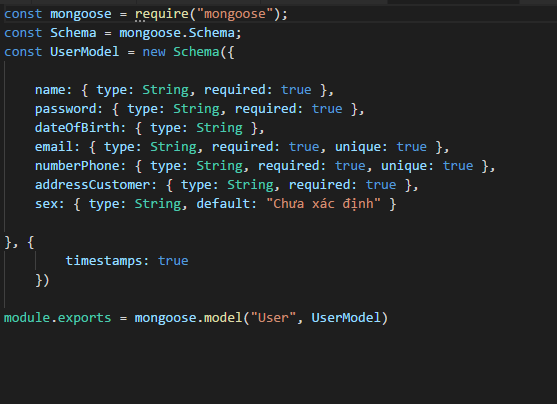 const mongoose = require("mongoose");
const Schema = mongoose.Schema;
const UserModel = new Schema({
name: { type: String, required: true },
password: { type: String, required: true },
dateOfBirth: { type: String },
email: { type: String, required: true, unique: true },
numberPhone: { type: String, required: true, unique: true },
addressCustomer: { type: String, required: true },
sex: { type: String, default: "Chưa xác định" }
}, {
timestamps: true
})
module.exports = mongoose.model("User", UserModel)